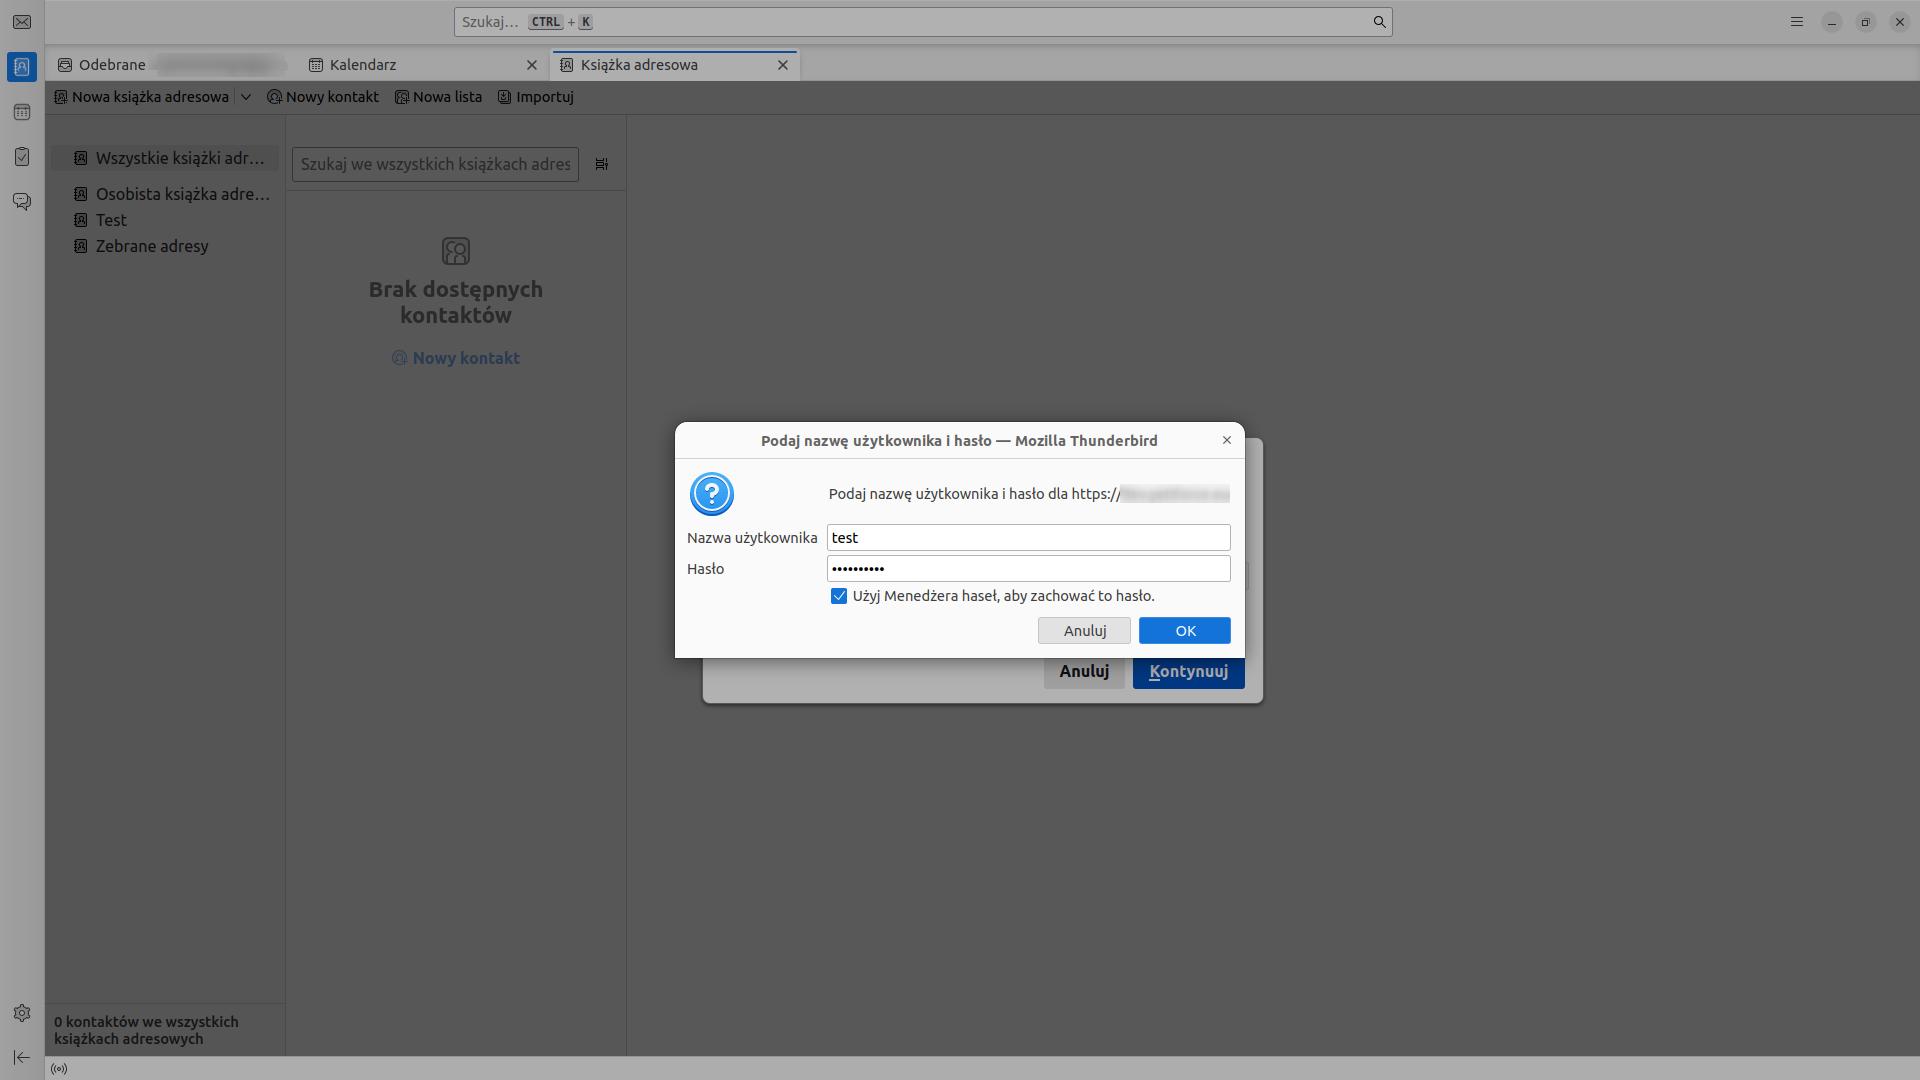 Szukaj... CTRL + K
Odebrane
Kalendarz
Książka adresowa
Nowa książka adresowa
Nowy kontakt
Nowa lista
Importuj
Wszystkie książki adr...
Osobista książka adre...
Test
Zebrane adresy
Szukaj we wszystkich książkach adres
Brak dostępnych
kontaktów
Nowy kontakt
Podaj nazwę użytkownika i hasło — Mozilla Thunderbird
Podaj nazwę użytkownika i hasło dla https://
Nazwa użytkownika test
Hasło ••••••••••
Użyj Menedżera haseł, aby zachować to hasło.
Anuluj OK
Anuluj Kontynuuj
0 kontaktów we wszystkich
książkach adresowych